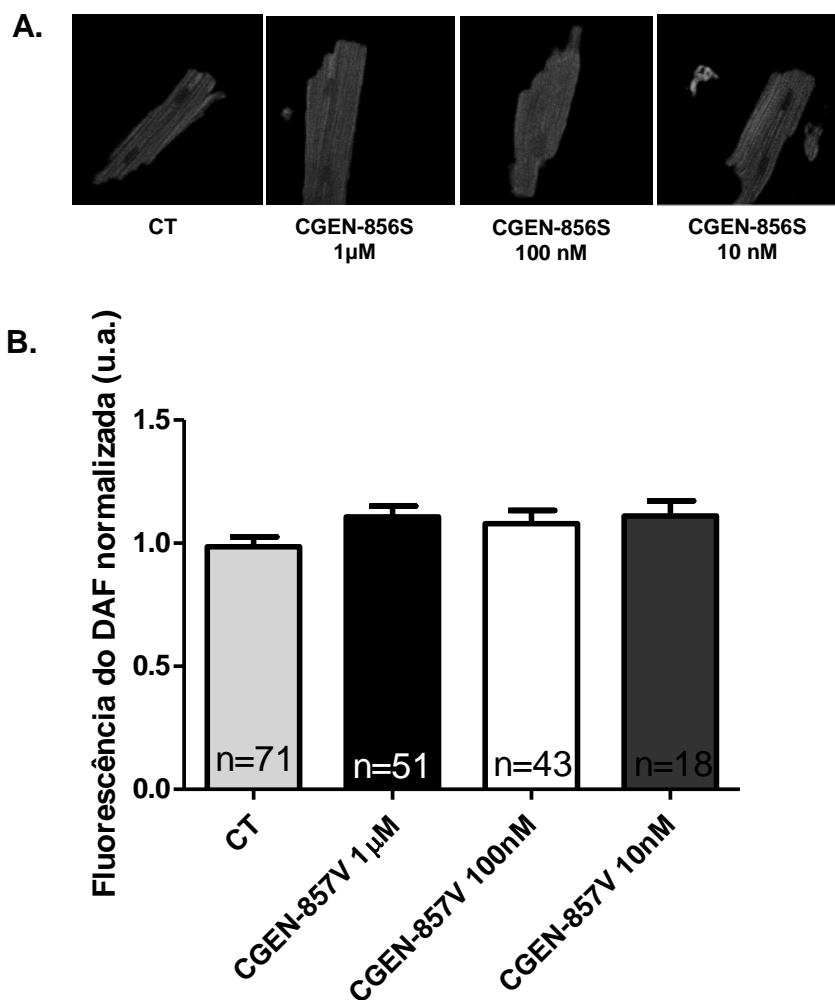 A.
CT
CGEN-856S
1µM
CGEN-856S
100 nM
CGEN-856S
10 nM
B.
Fluorescência do DAF normalizada (u.a.)
1.5
1.0
0.5
0.0
n=71
n=51
n=43
n=18
CT
CGEN-857V 1µM
CGEN-857V 100nM
CGEN-857V 10nM